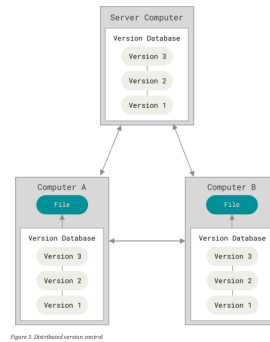 Server Computer
Version Database
Version 3
Version 2
Version 1
Computer A
File
Version Database
Version 3
Version 2
Version 1
Computer B
File
Version Database
Version 3
Version 2
Version 1
Figure 3. Distributed version control